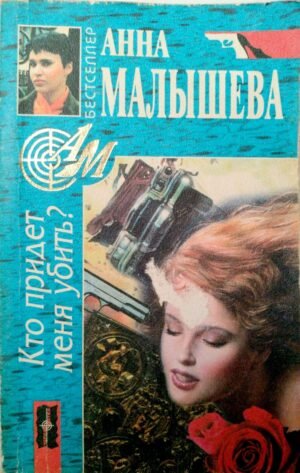 БЕСТСЕЛЛЕР
АННА
МАЛЫШЕВА
АМ
Кто придет
меня убить?